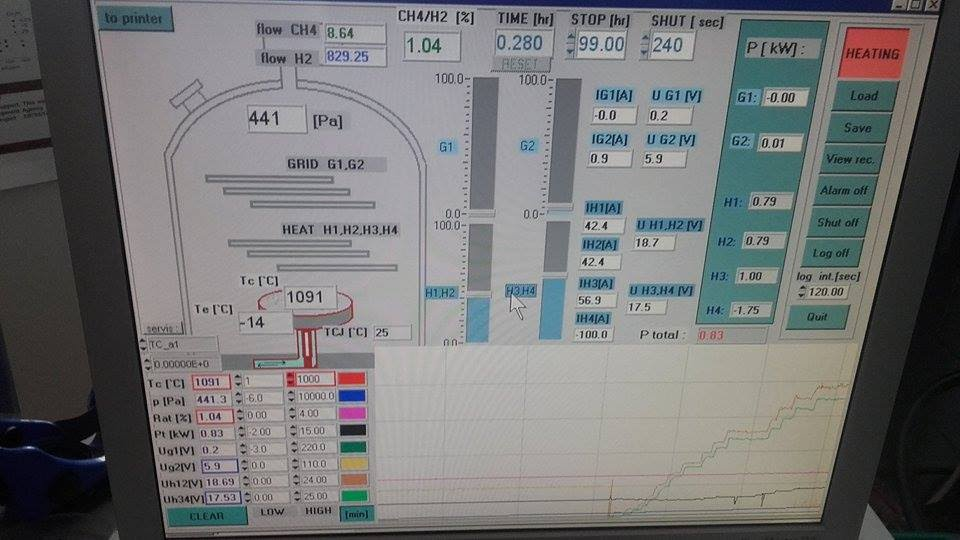 to printer
flow CH4 8.64
flow H2 829.25
CH4/H2 [%]
1.04
TIME [hr]
0.280
RESET
STOP [hr]
99.00
SHUT [ sec]
240
P [ kW] :
HEATING
441 [Pa]
GRID G1,G2
HEAT H1,H2,H3,H4
Tc [°C]
1091
Te [°C]
-14
TCJ [°C] 25
100.0
G1
0.0
100.0
G2
0.0
100.0
H1,H2
0.0
H3,H4
IG1[A] U G1 [V]
-0.0 0.2
IG2[A] U G2 [V]
0.9 5.9
IH1[A]
42.4 U H1,H2 [V]
IH2[A] 18.7
42.4
IH3[A] U H3,H4 [V]
56.9 17.5
IH4[A]
-100.0
P total : 0.83
G1: -0.00
G2: 0.01
H1: 0.79
H2: 0.79
H3: 1.00
H4: -1.75
Load
Save
View rec.
Alarm off
Shut off
Log off
log int.[sec]
120.00
Quit
servis :
TC_a1
0.00000E+0
Tc [°C] 1091 1 1000
p [Pa] 441.3 -6.0 10000.0
Rat [%] 1.04 0.00 4.00
Pt [kW] 0.83 -2.00 15.00
Ug1[V] 0.2 -3.0 220.0
Ug2[V] 5.9 0.0 110.0
Uh12[V] 18.69 0.00 24.00
Uh34[V] 17.53 0.00 25.00
CLEAR LOW HIGH [min]